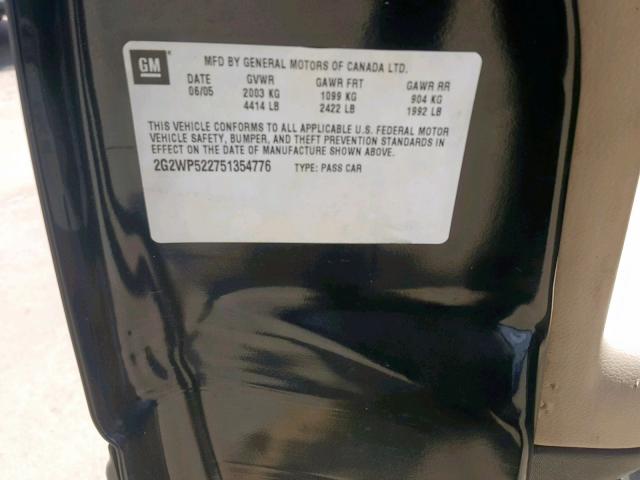 GM
MFD BY GENERAL MOTORS OF CANADA LTD.
DATE GVWR GAWR FRT GAWR RR
06/05 2003 KG 1099 KG 904 KG
4414 LB 2422 LB 1992 LB
THIS VEHICLE CONFORMS TO ALL APPLICABLE U.S. FEDERAL MOTOR
VEHICLE SAFETY, BUMPER, AND THEFT PREVENTION STANDARDS IN
EFFECT ON THE DATE OF MANUFACTURE SHOWN ABOVE.
2G2WP522751354776 TYPE: PASS CAR